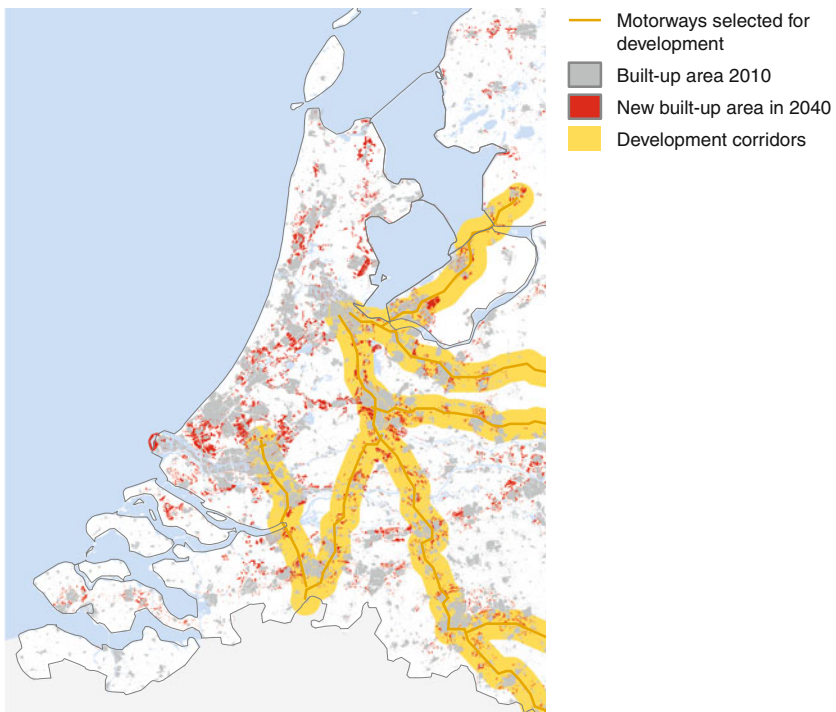 Motorways selected for
development
Built-up area 2010
New built-up area in 2040
Development corridors